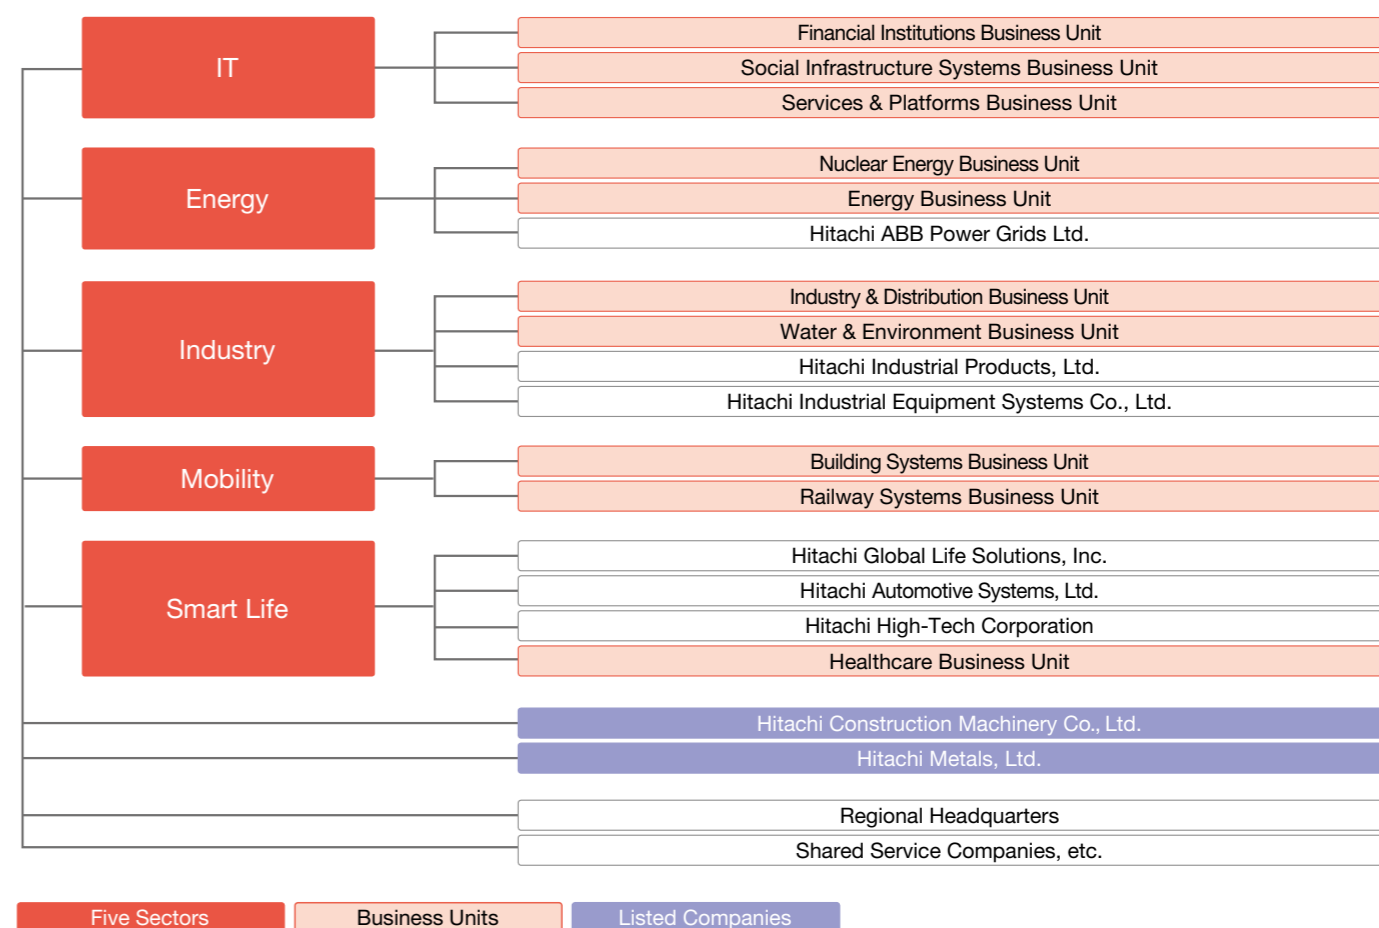 IT
Financial Institutions Business Unit
Social Infrastructure Systems Business Unit
Services & Platforms Business Unit
Energy
Nuclear Energy Business Unit
Energy Business Unit
Hitachi ABB Power Grids Ltd.
Industry
Industry & Distribution Business Unit
Water & Environment Business Unit
Hitachi Industrial Products, Ltd.
Hitachi Industrial Equipment Systems Co., Ltd.
Mobility
Building Systems Business Unit
Railway Systems Business Unit
Smart Life
Hitachi Global Life Solutions, Inc.
Hitachi Automotive Systems, Ltd.
Hitachi High-Tech Corporation
Healthcare Business Unit
Hitachi Construction Machinery Co., Ltd.
Hitachi Metals, Ltd.
Regional Headquarters
Shared Service Companies, etc.
Five Sectors
Business Units
Listed Companies